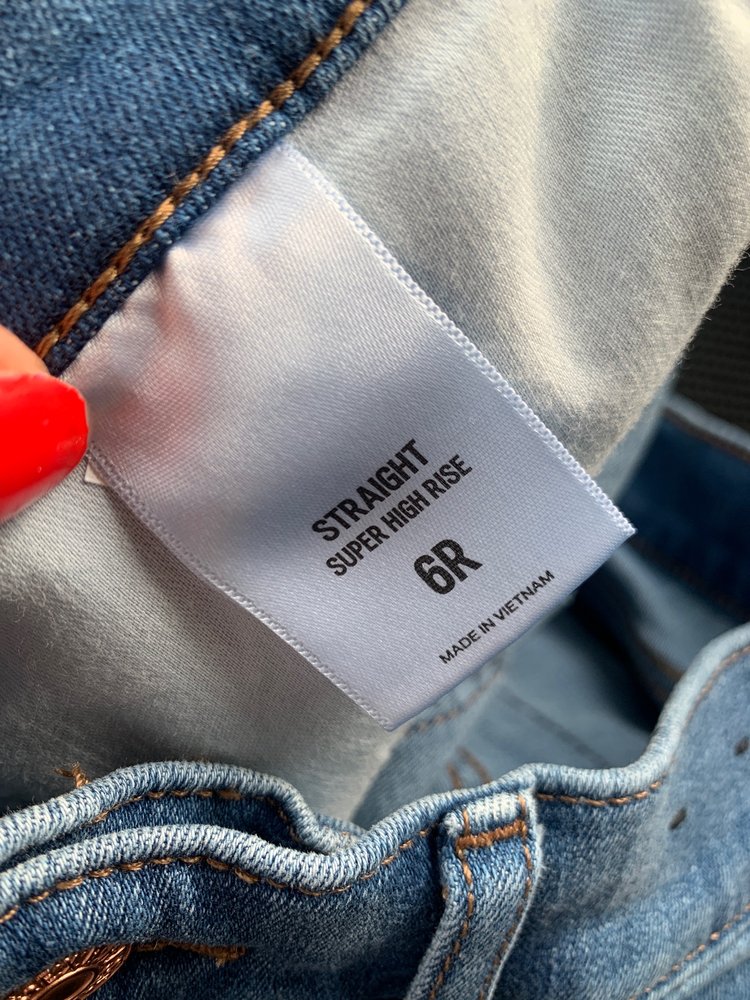 STRAIGHT
SUPER HIGH RISE
6R
MADE IN VIETNAM